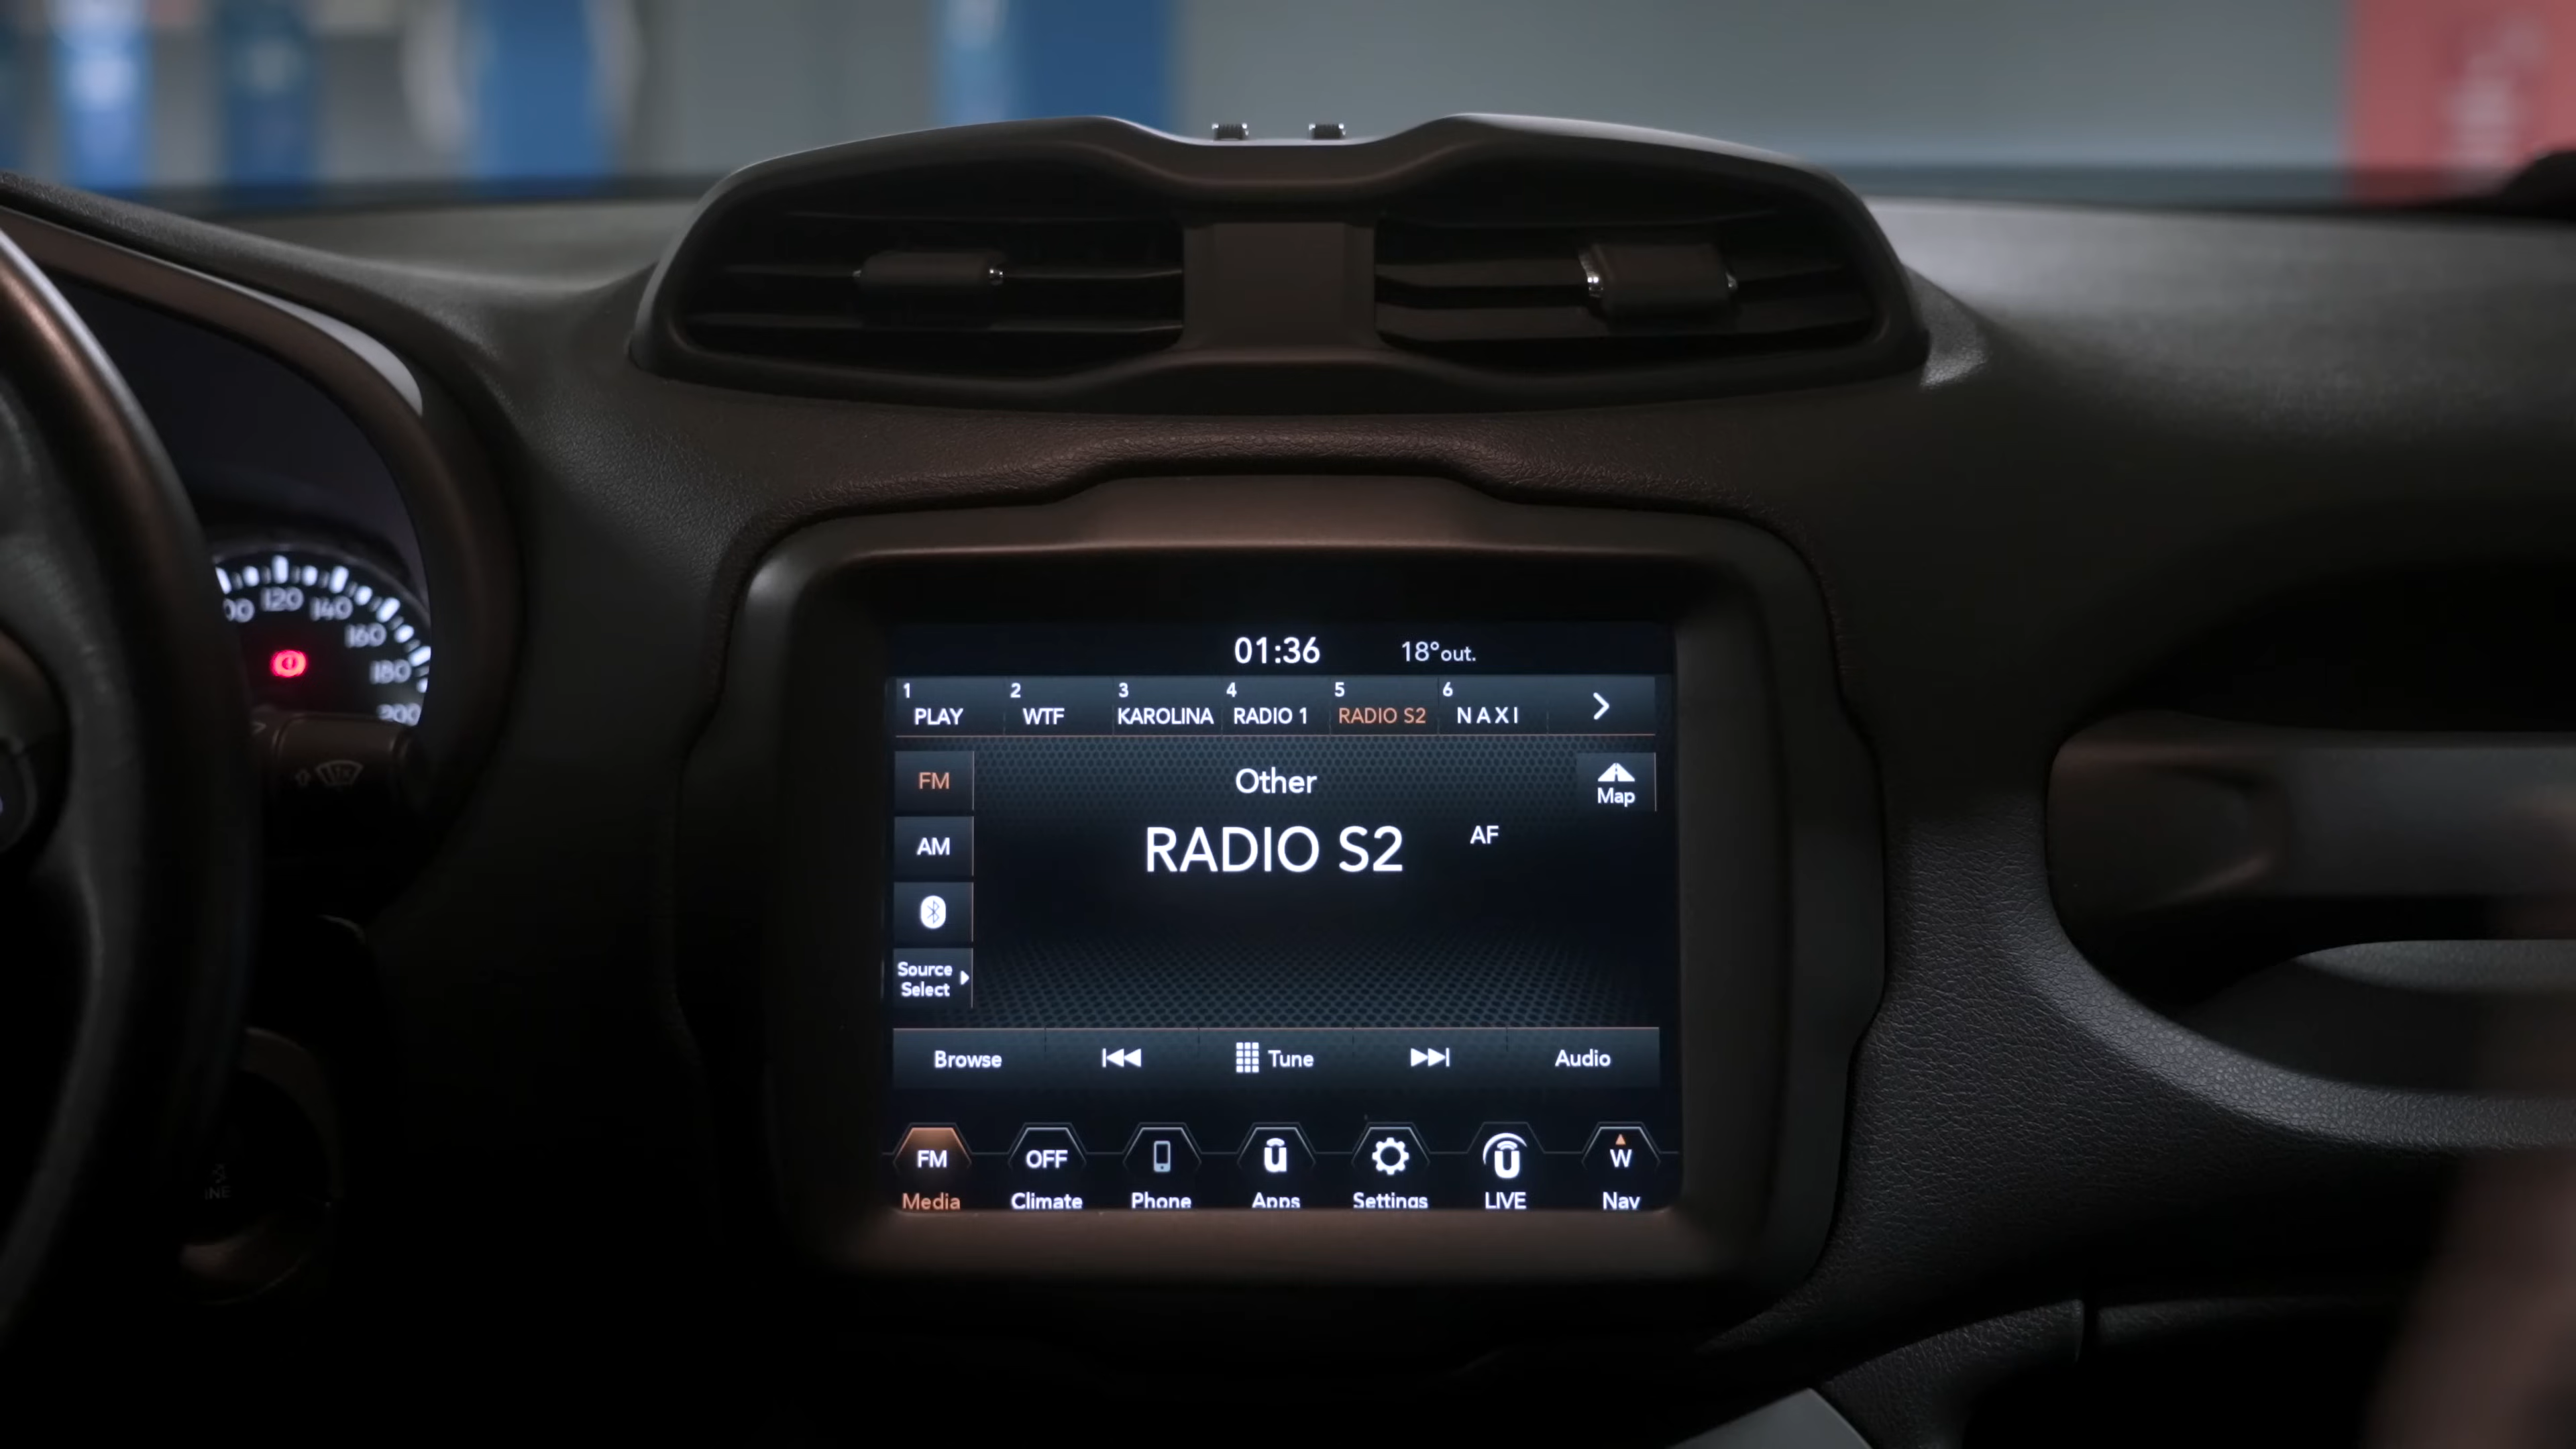 01:36 18°out.
1 2 3 4 5 6
PLAY WTF KAROLINA RADIO 1 RADIO S2 NAXI
FM Other Map
RADIO S2 AF
AM
Source
Select
Browse Tune Audio
FM OFF W
Media Climate Phone Apps Settings LIVE Nav
120 140
160
180
200